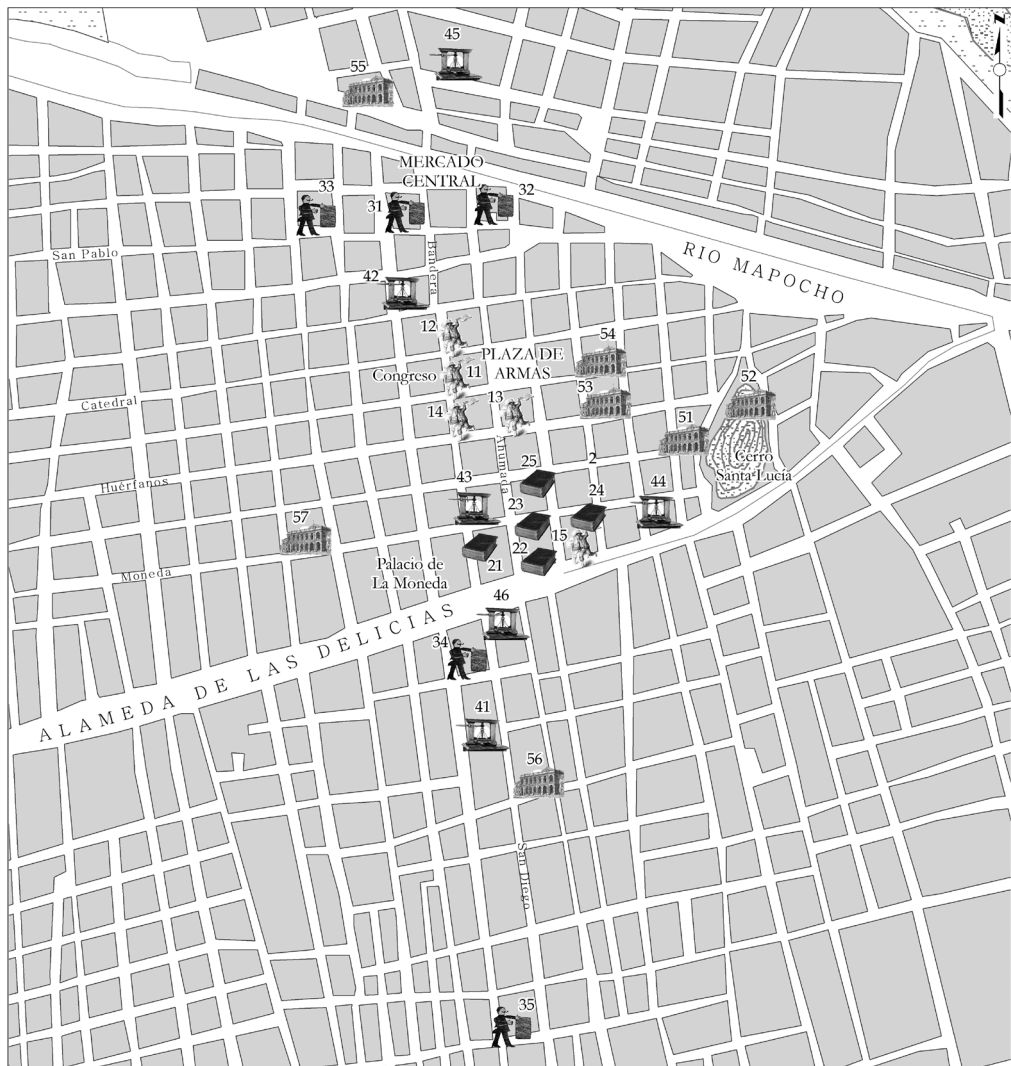 45
55
MERCADO
CENTRAL
33
31
32
San Pablo
Bandera
RIO MAPOCHO
42
12
PLAZA DE
ARMAS
54
Congreso
11
52
Catedral
14
13
53
51
Ahumada
Cerro
Santa Lucía
25
2
Huérfanos
43
23
24
44
57
22
15
21
Moneda
Palacio de
La Moneda
46
ALAMEDA DE LAS DELICIAS
34
41
56
San Diego
35